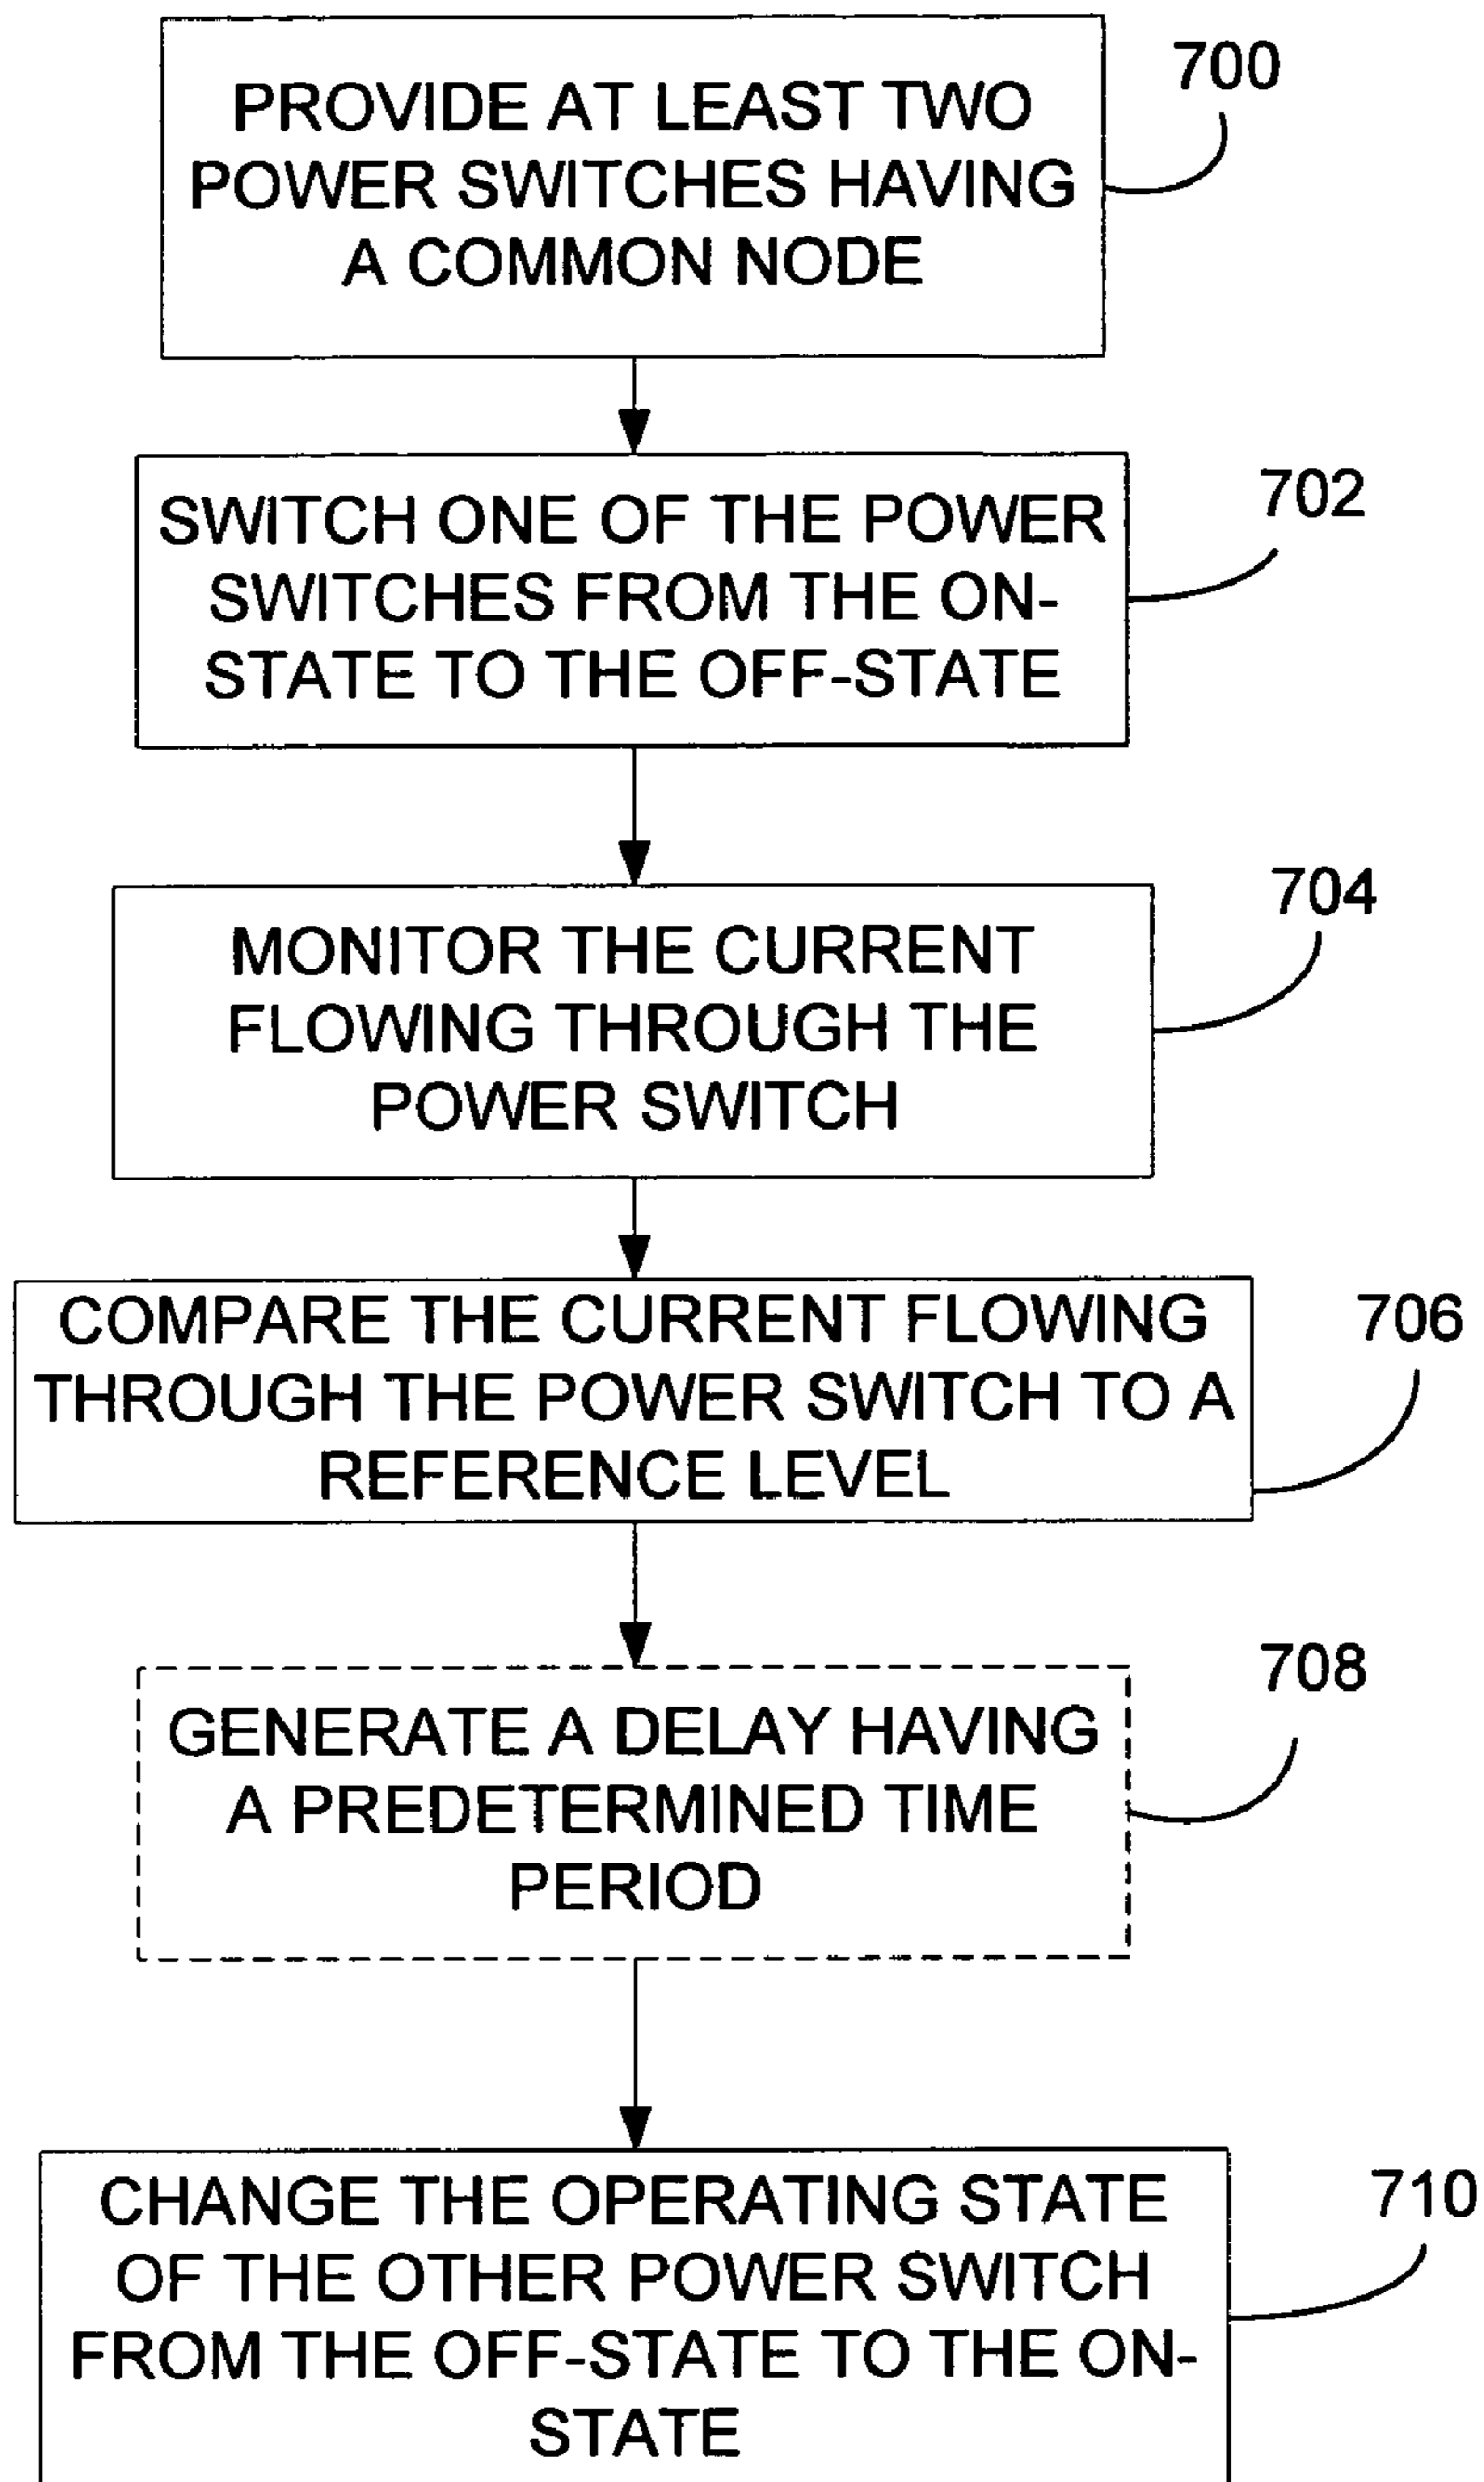 PROVIDE AT LEAST TWO
POWER SWITCHES HAVING
A COMMON NODE
700
SWITCH ONE OF THE POWER
SWITCHES FROM THE ON-
STATE TO THE OFF-STATE
702
MONITOR THE CURRENT
FLOWING THROUGH THE
POWER SWITCH
704
COMPARE THE CURRENT FLOWING
THROUGH THE POWER SWITCH TO A
REFERENCE LEVEL
706
GENERATE A DELAY HAVING
A PREDETERMINED TIME
PERIOD
708
CHANGE THE OPERATING STATE
OF THE OTHER POWER SWITCH
FROM THE OFF-STATE TO THE ON-
STATE
710